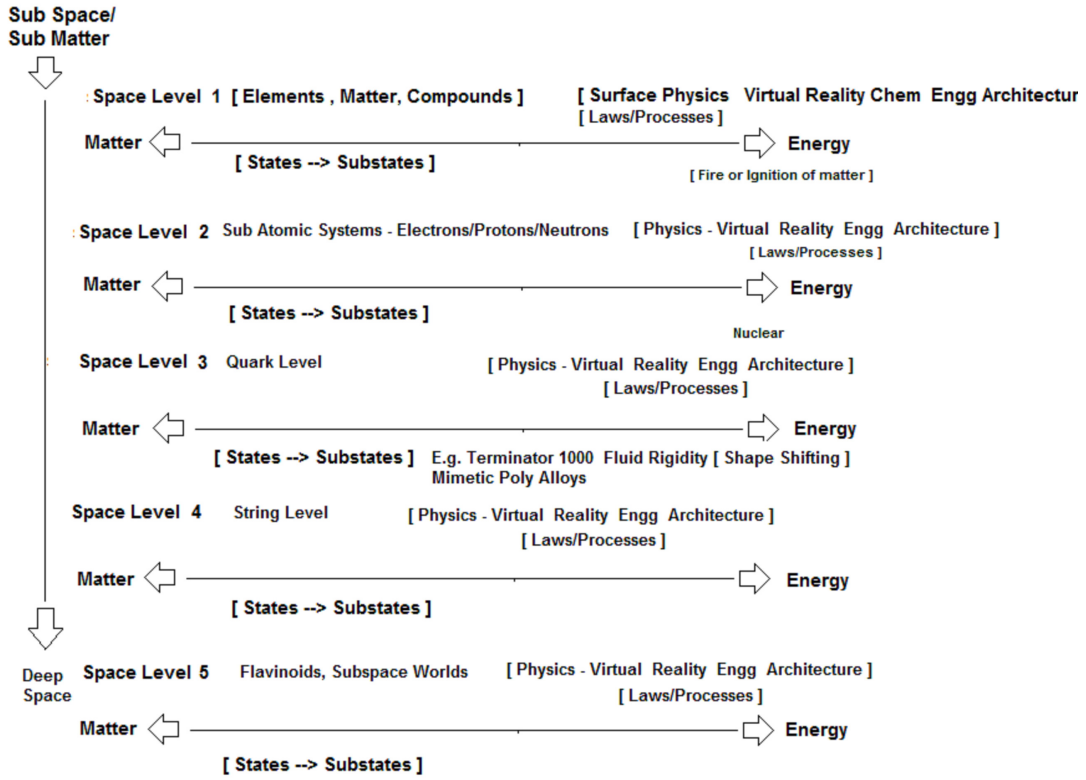 Sub Space/
Sub Matter
: Space Level 1 [ Elements , Matter, Compounds ] [ Surface Physics Virtual Reality Chem Engg Architectur
[ Laws/Processes ]
Matter Energy
[ States --> Substates ]
[ Fire or Ignition of matter ]
: Space Level 2 Sub Atomic Systems - Electrons/Protons/Neutrons [ Physics - Virtual Reality Engg Architecture ]
[ Laws/Processes ]
Matter Energy
[ States --> Substates ]
Nuclear
: Space Level 3 Quark Level [ Physics - Virtual Reality Engg Architecture ]
[ Laws/Processes ]
Matter Energy
[ States --> Substates ] E.g. Terminator 1000 Fluid Rigidity [ Shape Shifting ]
Mimetic Poly Alloys
Space Level 4 String Level [ Physics - Virtual Reality Engg Architecture ]
[ Laws/Processes ]
Matter Energy
[ States --> Substates ]
Deep
Space
Space Level 5 Flavinoids, Subspace Worlds [ Physics - Virtual Reality Engg Architecture ]
[ Laws/Processes ]
Matter Energy
[ States --> Substates ]